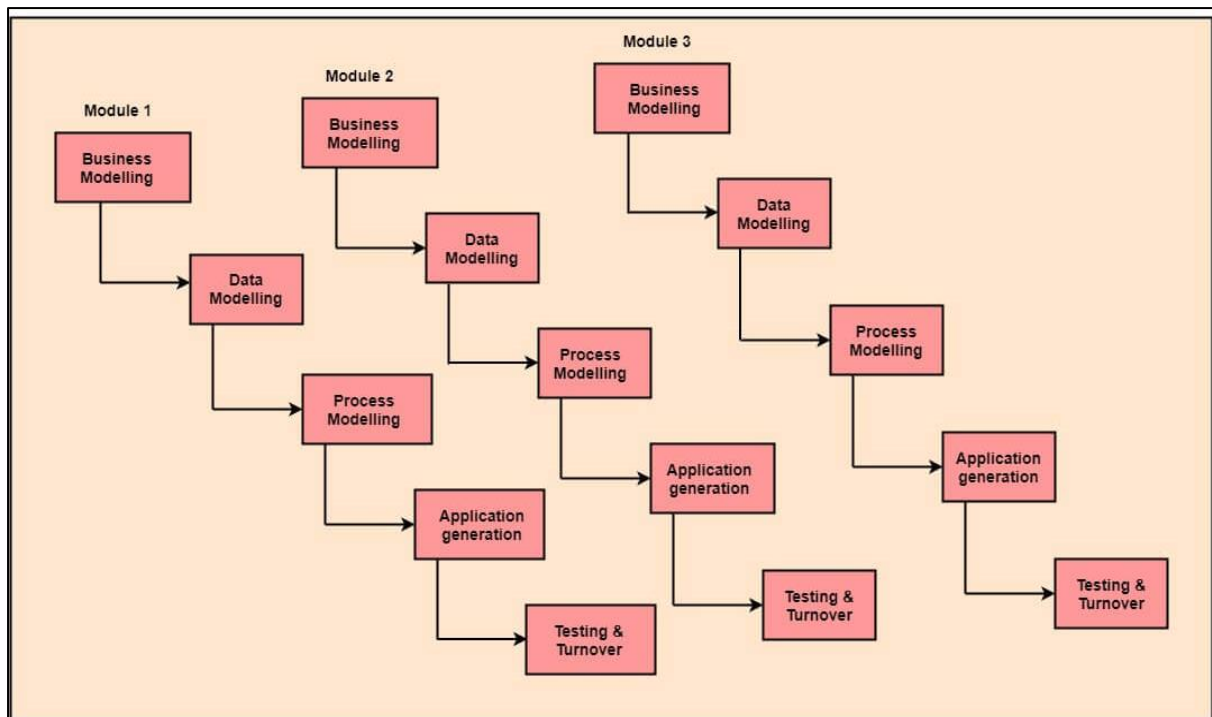 Module 1
Business
Modelling
Data
Modelling
Process
Modelling
Application
generation
Testing &
Turnover
Module 2
Business
Modelling
Data
Modelling
Process
Modelling
Application
generation
Testing &
Turnover
Module 3
Business
Modelling
Data
Modelling
Process
Modelling
Application
generation
Testing &
Turnover